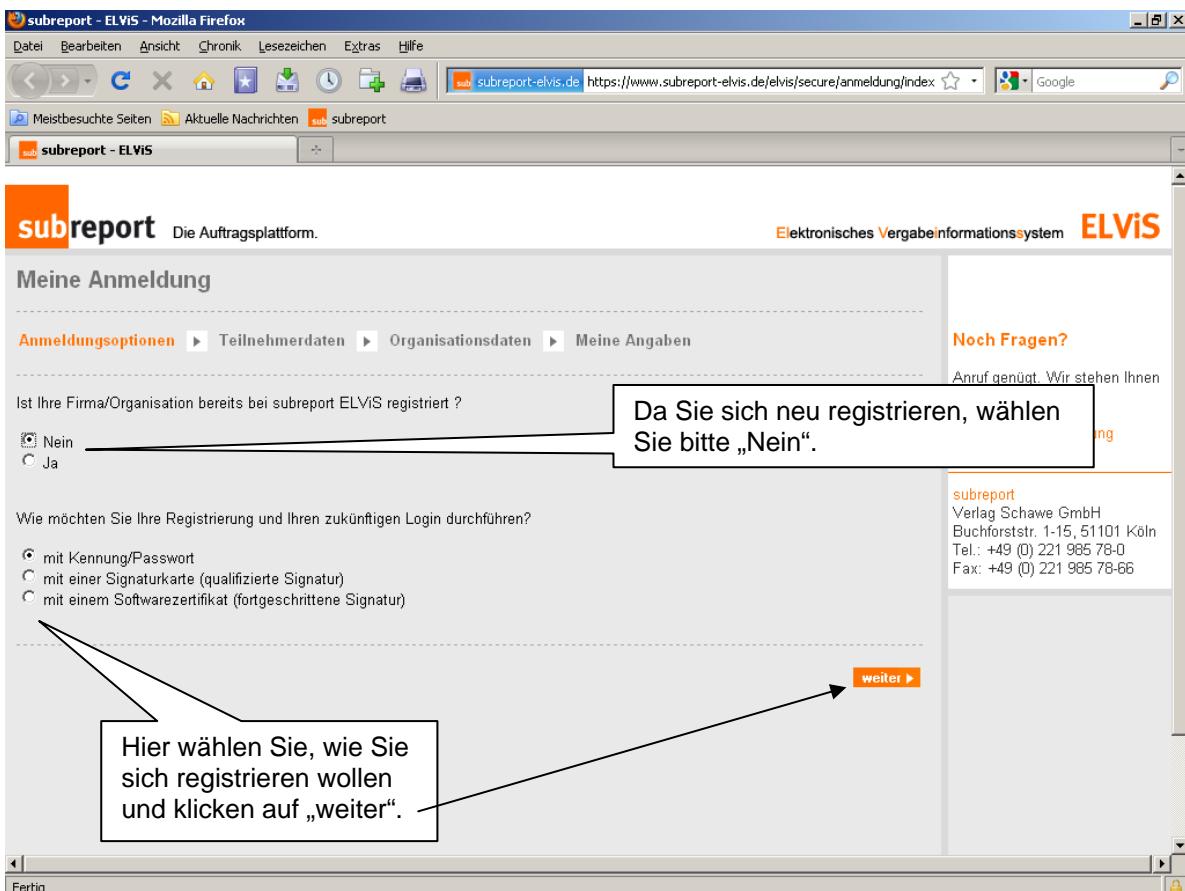 subreport - ELViS - Mozilla Firefox
Datei Bearbeiten Ansicht Chronik Lesezeichen Extras Hilfe
sub subreport-elvis.de https://www.subreport-elvis.de/elvis/secure/anmeldung/index Google
Meistbesuchte Seiten Aktuelle Nachrichten sub subreport
sub subreport - ELViS
subreport Die Auftragsplattform.
Elektronisches Vergabeinformationssystem ELViS
Meine Anmeldung
Anmeldungsoptionen Teilnehmerdaten Organisationsdaten Meine Angaben
Ist Ihre Firma/Organisation bereits bei subreport ELViS registriert ?
Nein
Ja
Da Sie sich neu registrieren, wählen
Sie bitte „Nein“.
Wie möchten Sie Ihre Registrierung und Ihren zukünftigen Login durchführen?
mit Kennung/Passwort
mit einer Signaturkarte (qualifizierte Signatur)
mit einem Softwarezertifikat (fortgeschrittene Signatur)
weiter
Hier wählen Sie, wie Sie
sich registrieren wollen
und klicken auf „weiter“.
Noch Fragen?
Anruf genügt. Wir stehen Ihnen
subreport
Verlag Schawe GmbH
Buchforststr. 1-15, 51101 Köln
Tel.: +49 (0) 221 985 78-0
Fax: +49 (0) 221 985 78-66
Fertig